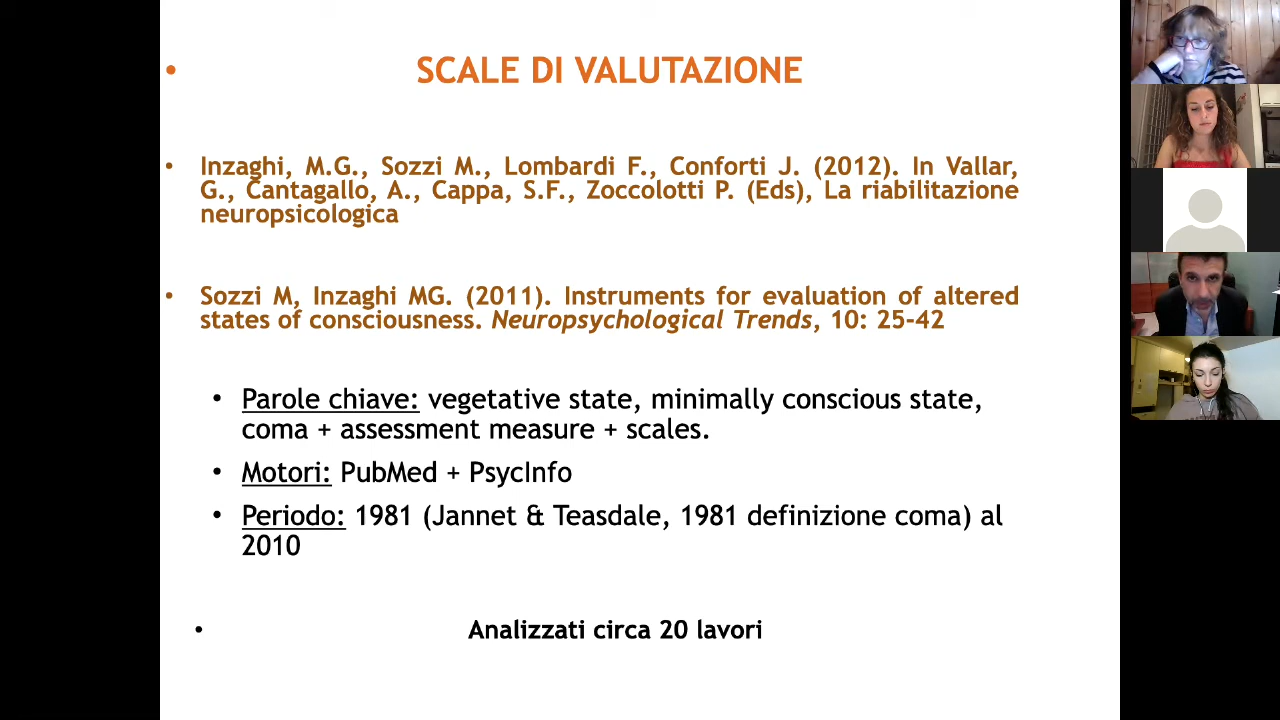 • SCALE DI VALUTAZIONE
• Inzaghi, M.G., Sozzi M., Lombardi F., Conforti J. (2012). In Vallar,
G., Cantagallo, A., Cappa, S.F., Zoccolotti P. (Eds), La riabilitazione
neuropsicologica
• Sozzi M, Inzaghi MG. (2011). Instruments for evaluation of altered
states of consciousness. Neuropsychological Trends, 10: 25-42
• Parole chiave: vegetative state, minimally conscious state,
coma + assessment measure + scales.
• Motori: PubMed + PsycInfo
• Periodo: 1981 (Jannet & Teasdale, 1981 definizione coma) al
2010
• Analizzati circa 20 lavori